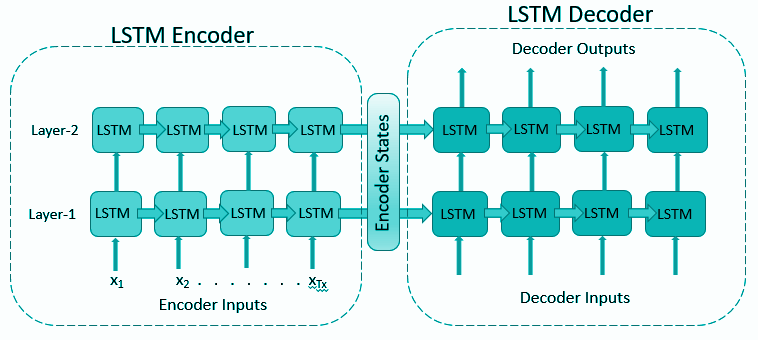 LSTM Encoder
LSTM Decoder
Decoder Outputs
Layer-2
LSTM LSTM LSTM LSTM
LSTM LSTM LSTM LSTM
Encoder States
Layer-1
LSTM LSTM LSTM LSTM
LSTM LSTM LSTM LSTM
x1 x2 . . . . . . . xTx
Encoder Inputs
Decoder Inputs